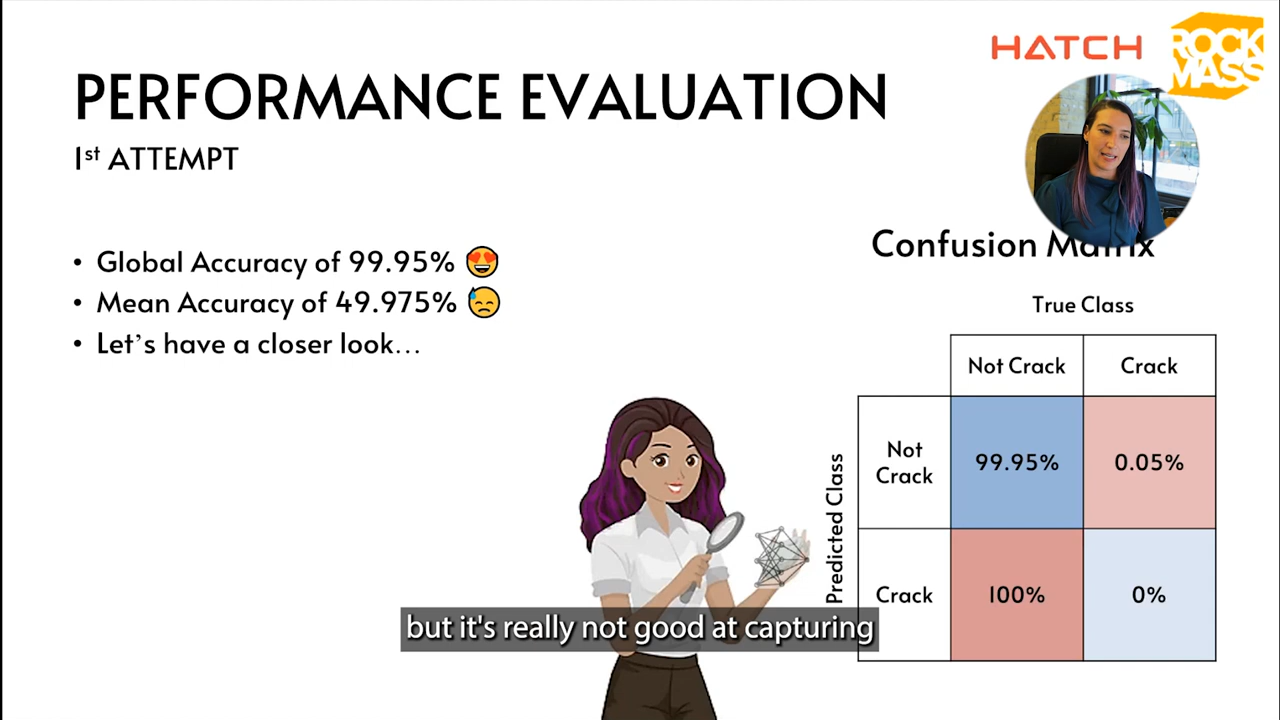 HATCH
ROCK
MASS
PERFORMANCE EVALUATION
1st ATTEMPT
• Global Accuracy of 99.95% 😍
• Mean Accuracy of 49.975% 😓
• Let's have a closer look...
Confusion Matrix
True Class
Not Crack
Crack
Predicted Class
Not
Crack
99.95%
0.05%
Crack
100%
0%
but it's really not good at capturing